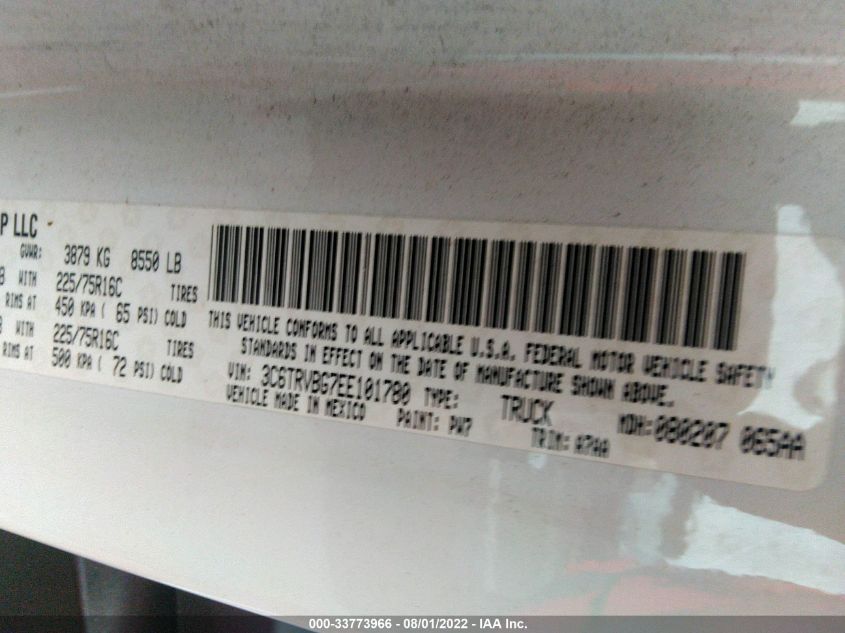 P LLC
GVWR: 3879 KG 8550 LB
B WITH 225/75R16C TIRES
RIMS AT 450 KPA ( 65 PSI) COLD
WITH 225/75R16C TIRES
RIMS AT 500 KPA ( 72 PSI) COLD
THIS VEHICLE CONFORMS TO ALL APPLICABLE U.S.A. FEDERAL MOTOR VEHICLE SAFETY
STANDARDS IN EFFECT ON THE DATE OF MANUFACTURE SHOWN ABOVE.
VIN: 3C6TRVBG7EE101780 TYPE: TRUCK MDH:080207 065AA
VEHICLE MADE IN MEXICO PAINT: PW7 TRIM: A7AA
000-33773966 - 08/01/2022 - IAA Inc.